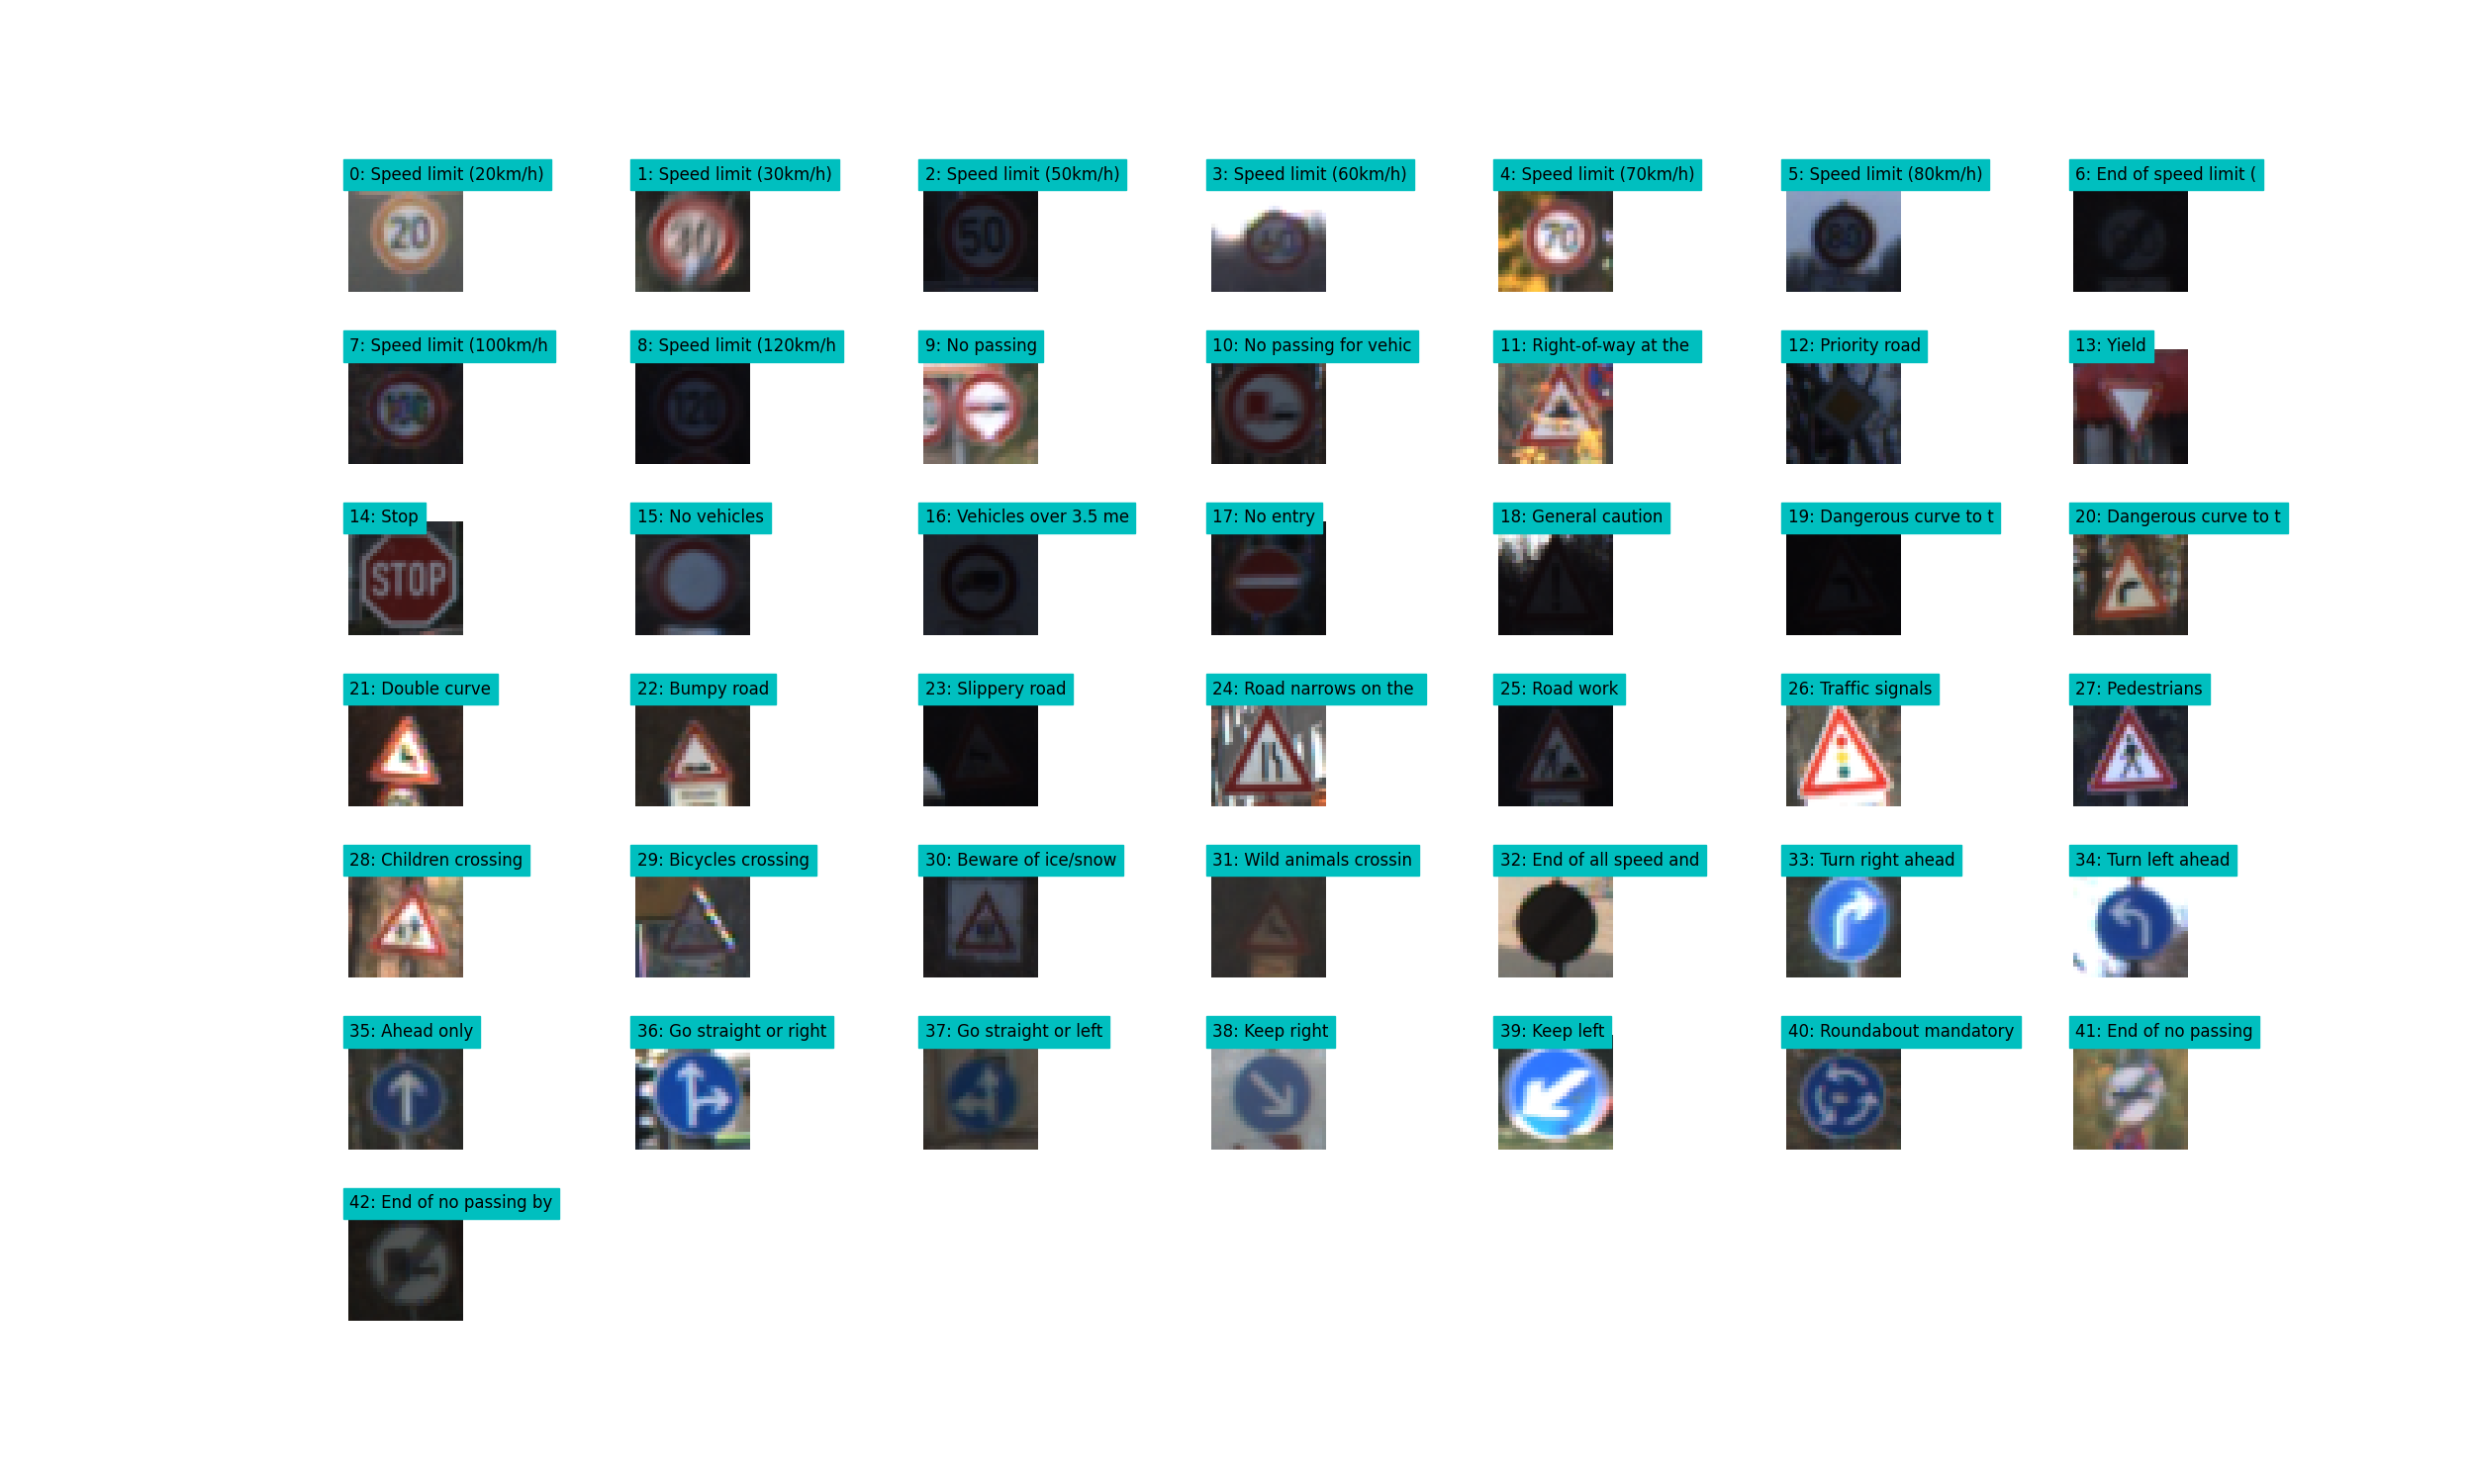 0: Speed limit (20km/h)
1: Speed limit (30km/h)
2: Speed limit (50km/h)
3: Speed limit (60km/h)
4: Speed limit (70km/h)
5: Speed limit (80km/h)
6: End of speed limit (
20
30
50
60
70
80
7: Speed limit (100km/h
8: Speed limit (120km/h
9: No passing
10: No passing for vehic
11: Right-of-way at the
12: Priority road
13: Yield
100
120
14: Stop
15: No vehicles
16: Vehicles over 3.5 me
17: No entry
18: General caution
19: Dangerous curve to t
20: Dangerous curve to t
STOP
21: Double curve
22: Bumpy road
23: Slippery road
24: Road narrows on the
25: Road work
26: Traffic signals
27: Pedestrians
28: Children crossing
29: Bicycles crossing
30: Beware of ice/snow
31: Wild animals crossin
32: End of all speed and
33: Turn right ahead
34: Turn left ahead
35: Ahead only
36: Go straight or right
37: Go straight or left
38: Keep right
39: Keep left
40: Roundabout mandatory
41: End of no passing
42: End of no passing by